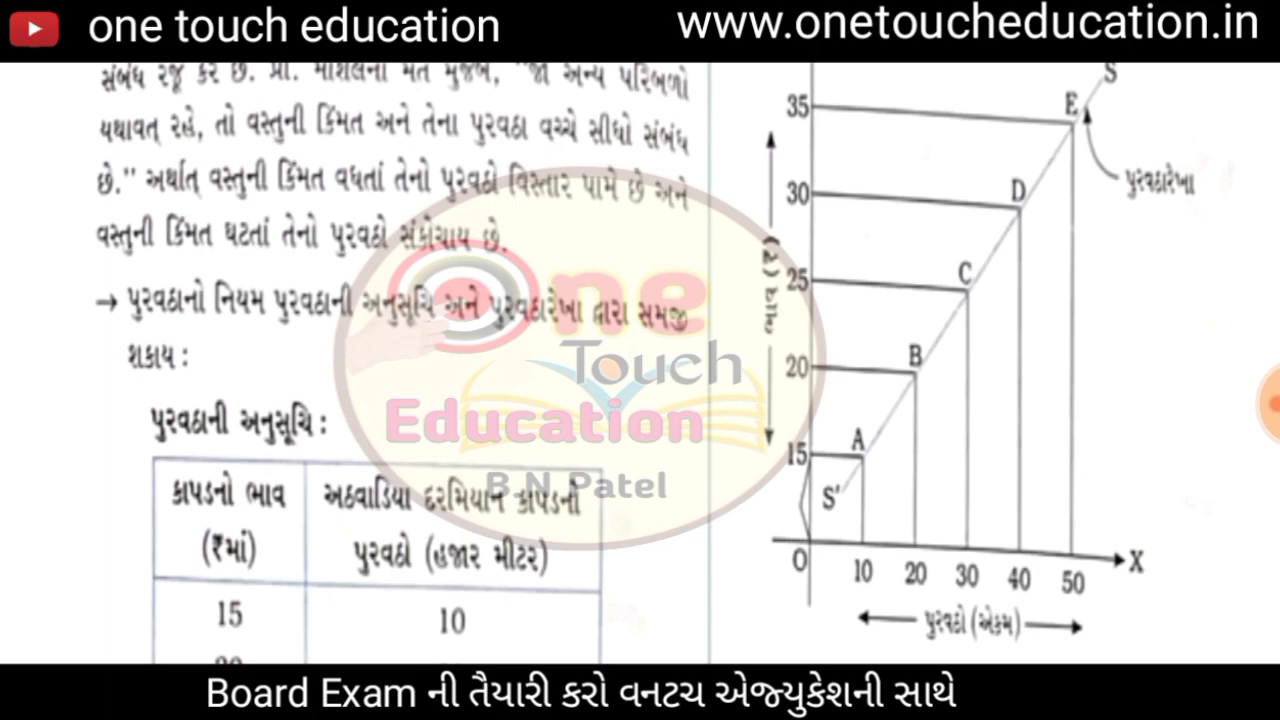 one touch education
www.onetoucheducation.in
સંબંધ રજૂ કરે છે. પ્રો. માર્શલના મત મુજબ, "જો અન્ય પરિબળો
યથાવત્ રહે, તો વસ્તુની કિંમત અને તેના પુરવઠા વચ્ચે સીધો સંબંધ
છે." અર્થાત્ વસ્તુની કિંમત વધતાં તેનો પુરવઠો વિસ્તાર પામે છે અને
વસ્તુની કિંમત ઘટતાં તેનો પુરવઠો સંકોચાય છે.
→ પુરવઠાનો નિયમ પુરવઠાની અનુસૂચિ અને પુરવઠારેખા દ્વારા સમજી
શકાય :
પુરવઠાની અનુસૂચિ :
કાપડનો ભાવ
(₹માં)
અઠવાડિયા દરમિયાન કાપડનો
પુરવઠો (હજાર મીટર)
15 10
One
Touch
Education
B.N.Patel
S
35 E
પુરવઠારેખા
30 D
25 C
20 B
15 A
S'
O 10 20 30 40 50 X
પુરવઠો (એકમ)
Board Exam ની તૈયારી કરો વનટચ એજ્યુકેશની સાથે